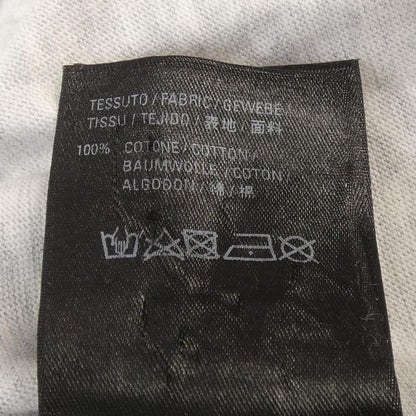 TESSUTO / FABRIC / GEWEBE
TISSU / TEJIDO / 表地 / 面料
100% COTONE / COTTON /
BAUMWOLLE / COTON
ALGODON / 綿 / 棉